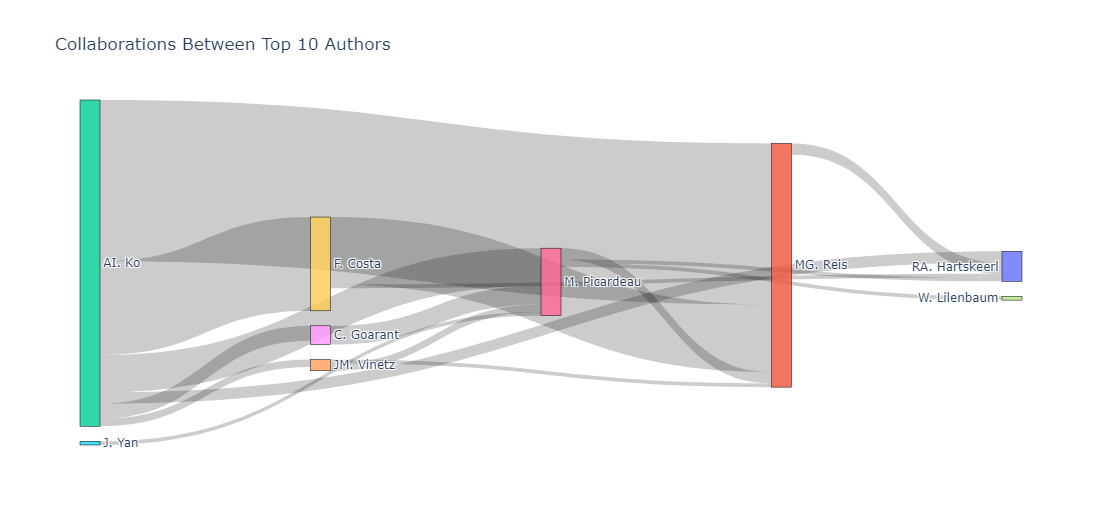 Collaborations Between Top 10 Authors
AI. Ko
F. Costa
C. Goarant
JM. Vinetz
J. Yan
M. Picardeau
MG. Reis
RA. Hartskeerl
W. Lilenbaum